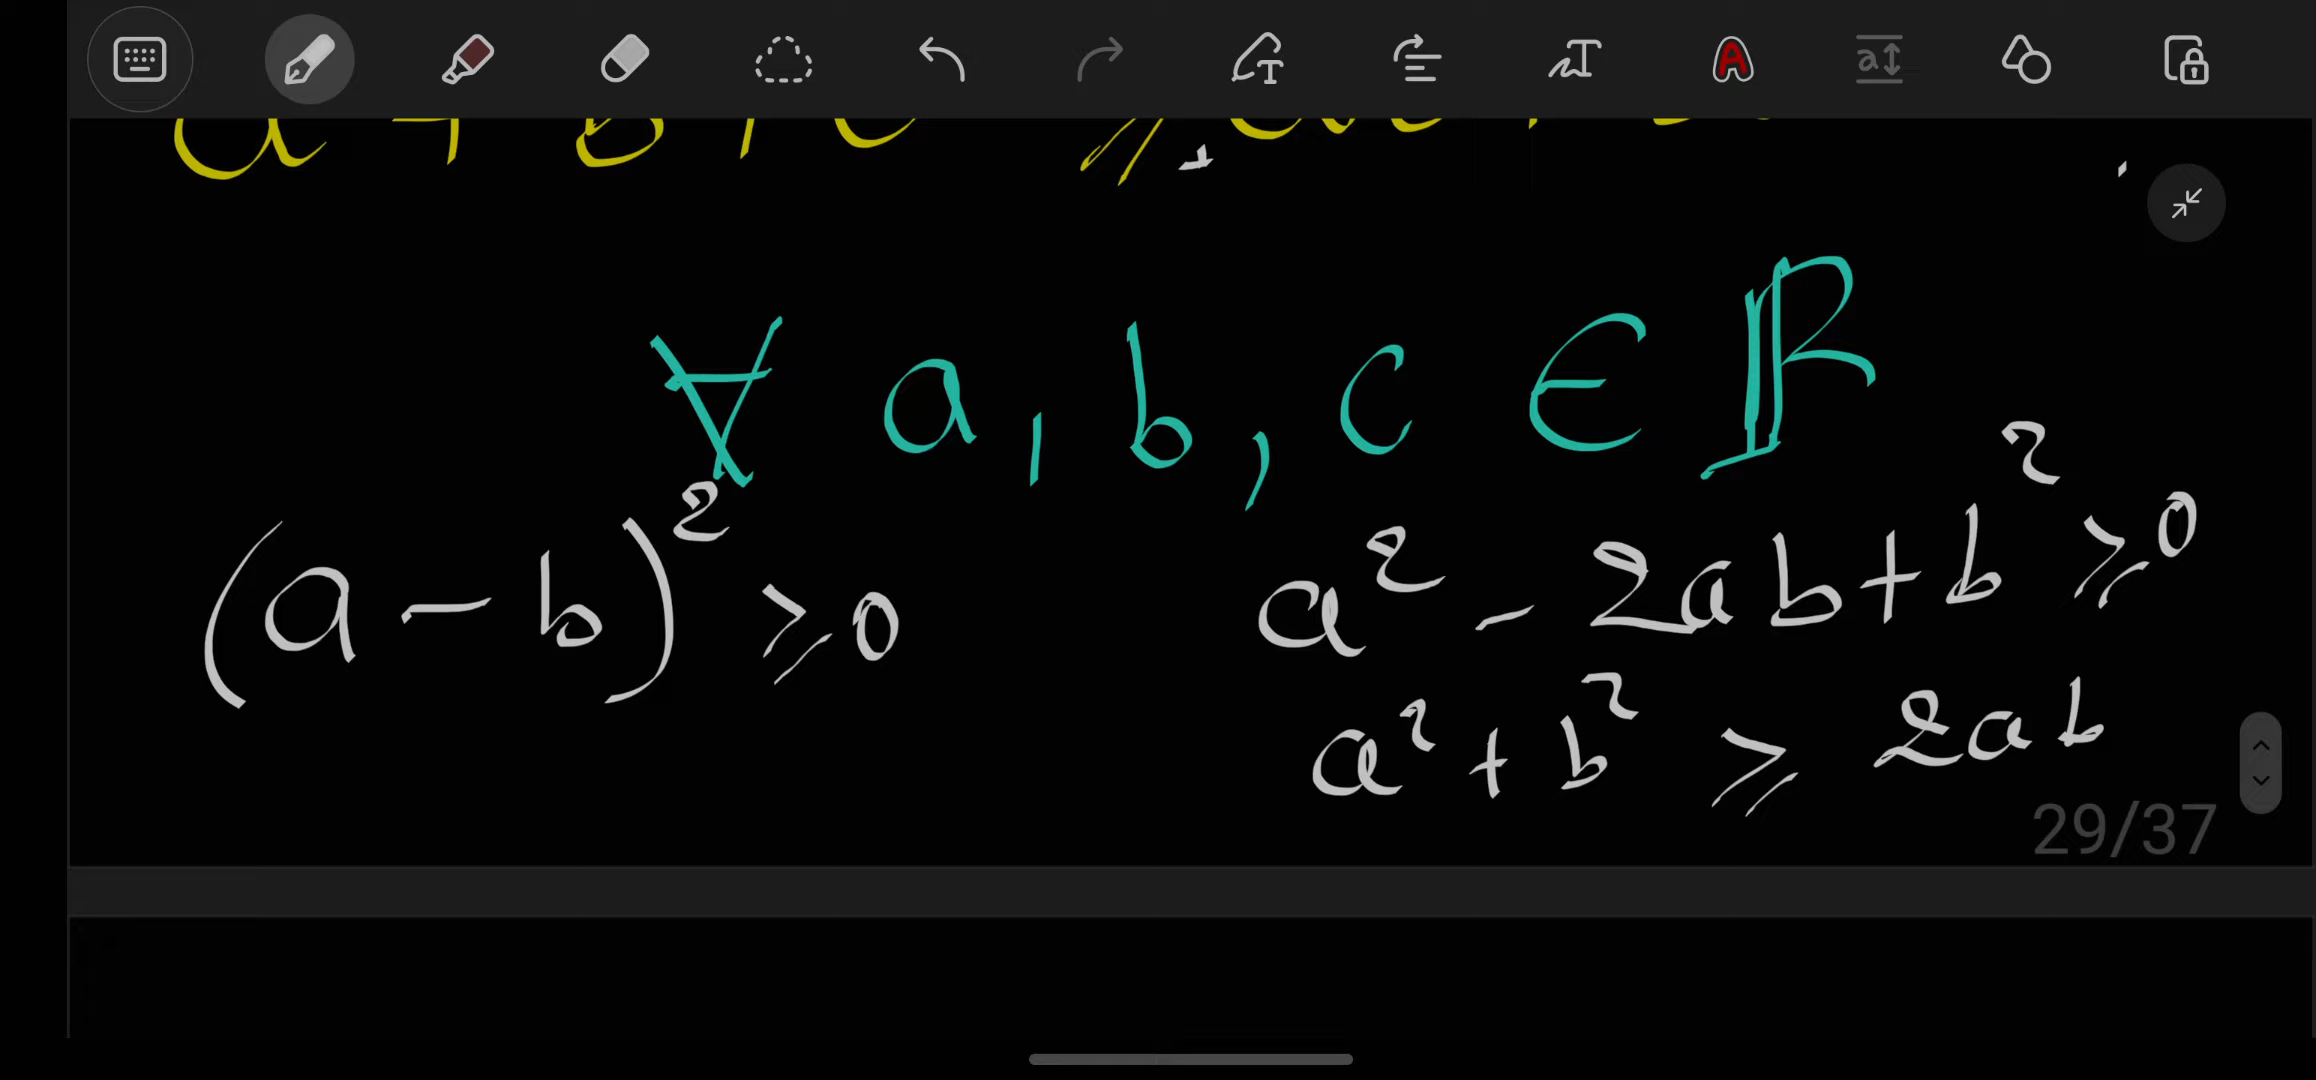 ∀ a, b, c ∈ ℝ
(a - b)² ≥ 0
a² - 2ab + b² ≥ 0
a² + b² ≥ 2ab
29/37